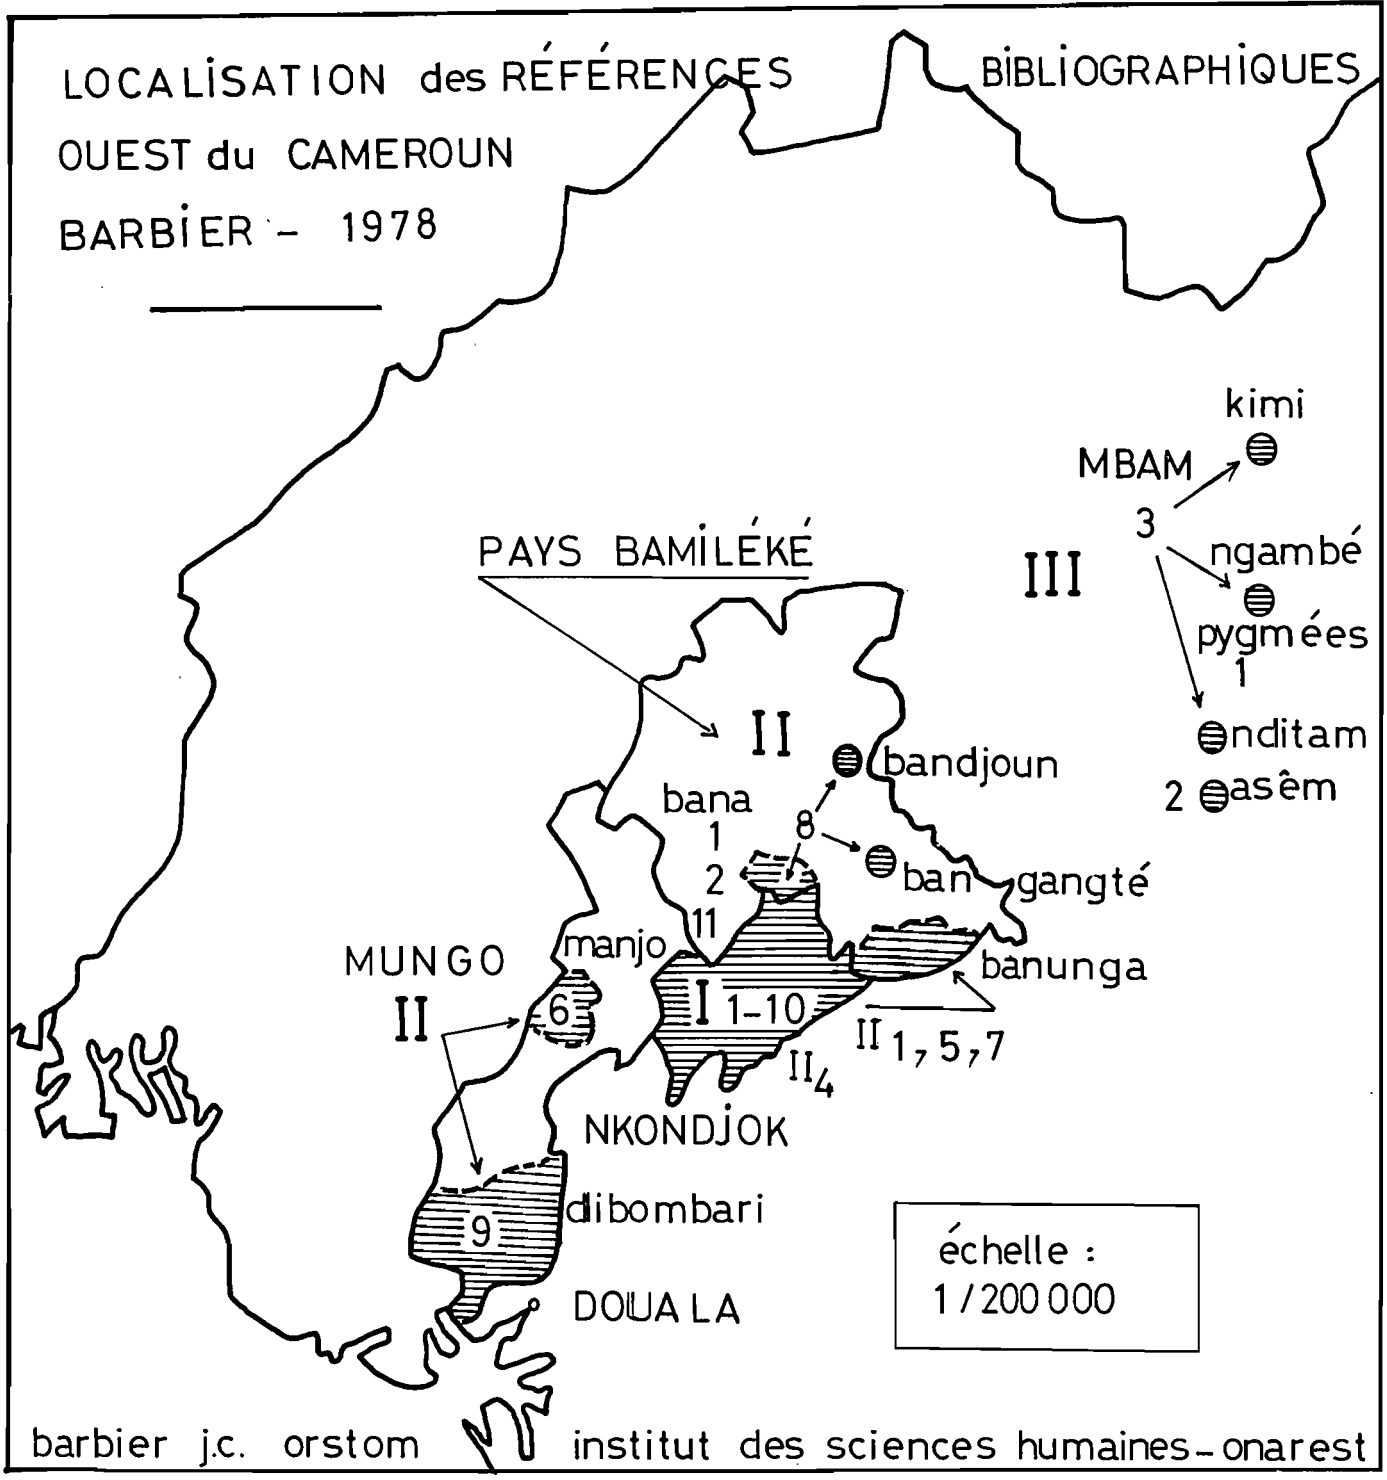 LOCALiSATION des RÉFÉRENCES BiBLiOGRAPHiQUES
OUEST du CAMEROUN
BARBiER - 1978
kimi
MBAM
3
ngambé
III
pygmées
1
PAYS BAMiLÉKÉ
II
nditam
2 asêm
bandjoun
bana
1
8
2
ban gangté
11
manjo
MUNGO
II
6
banunga
I 1-10
II 1,5,7
II4
NKONDjOK
dibombari
9
échelle :
1/200000
DOUALA
barbier j.c. orstom institut des sciences humaines-onarest